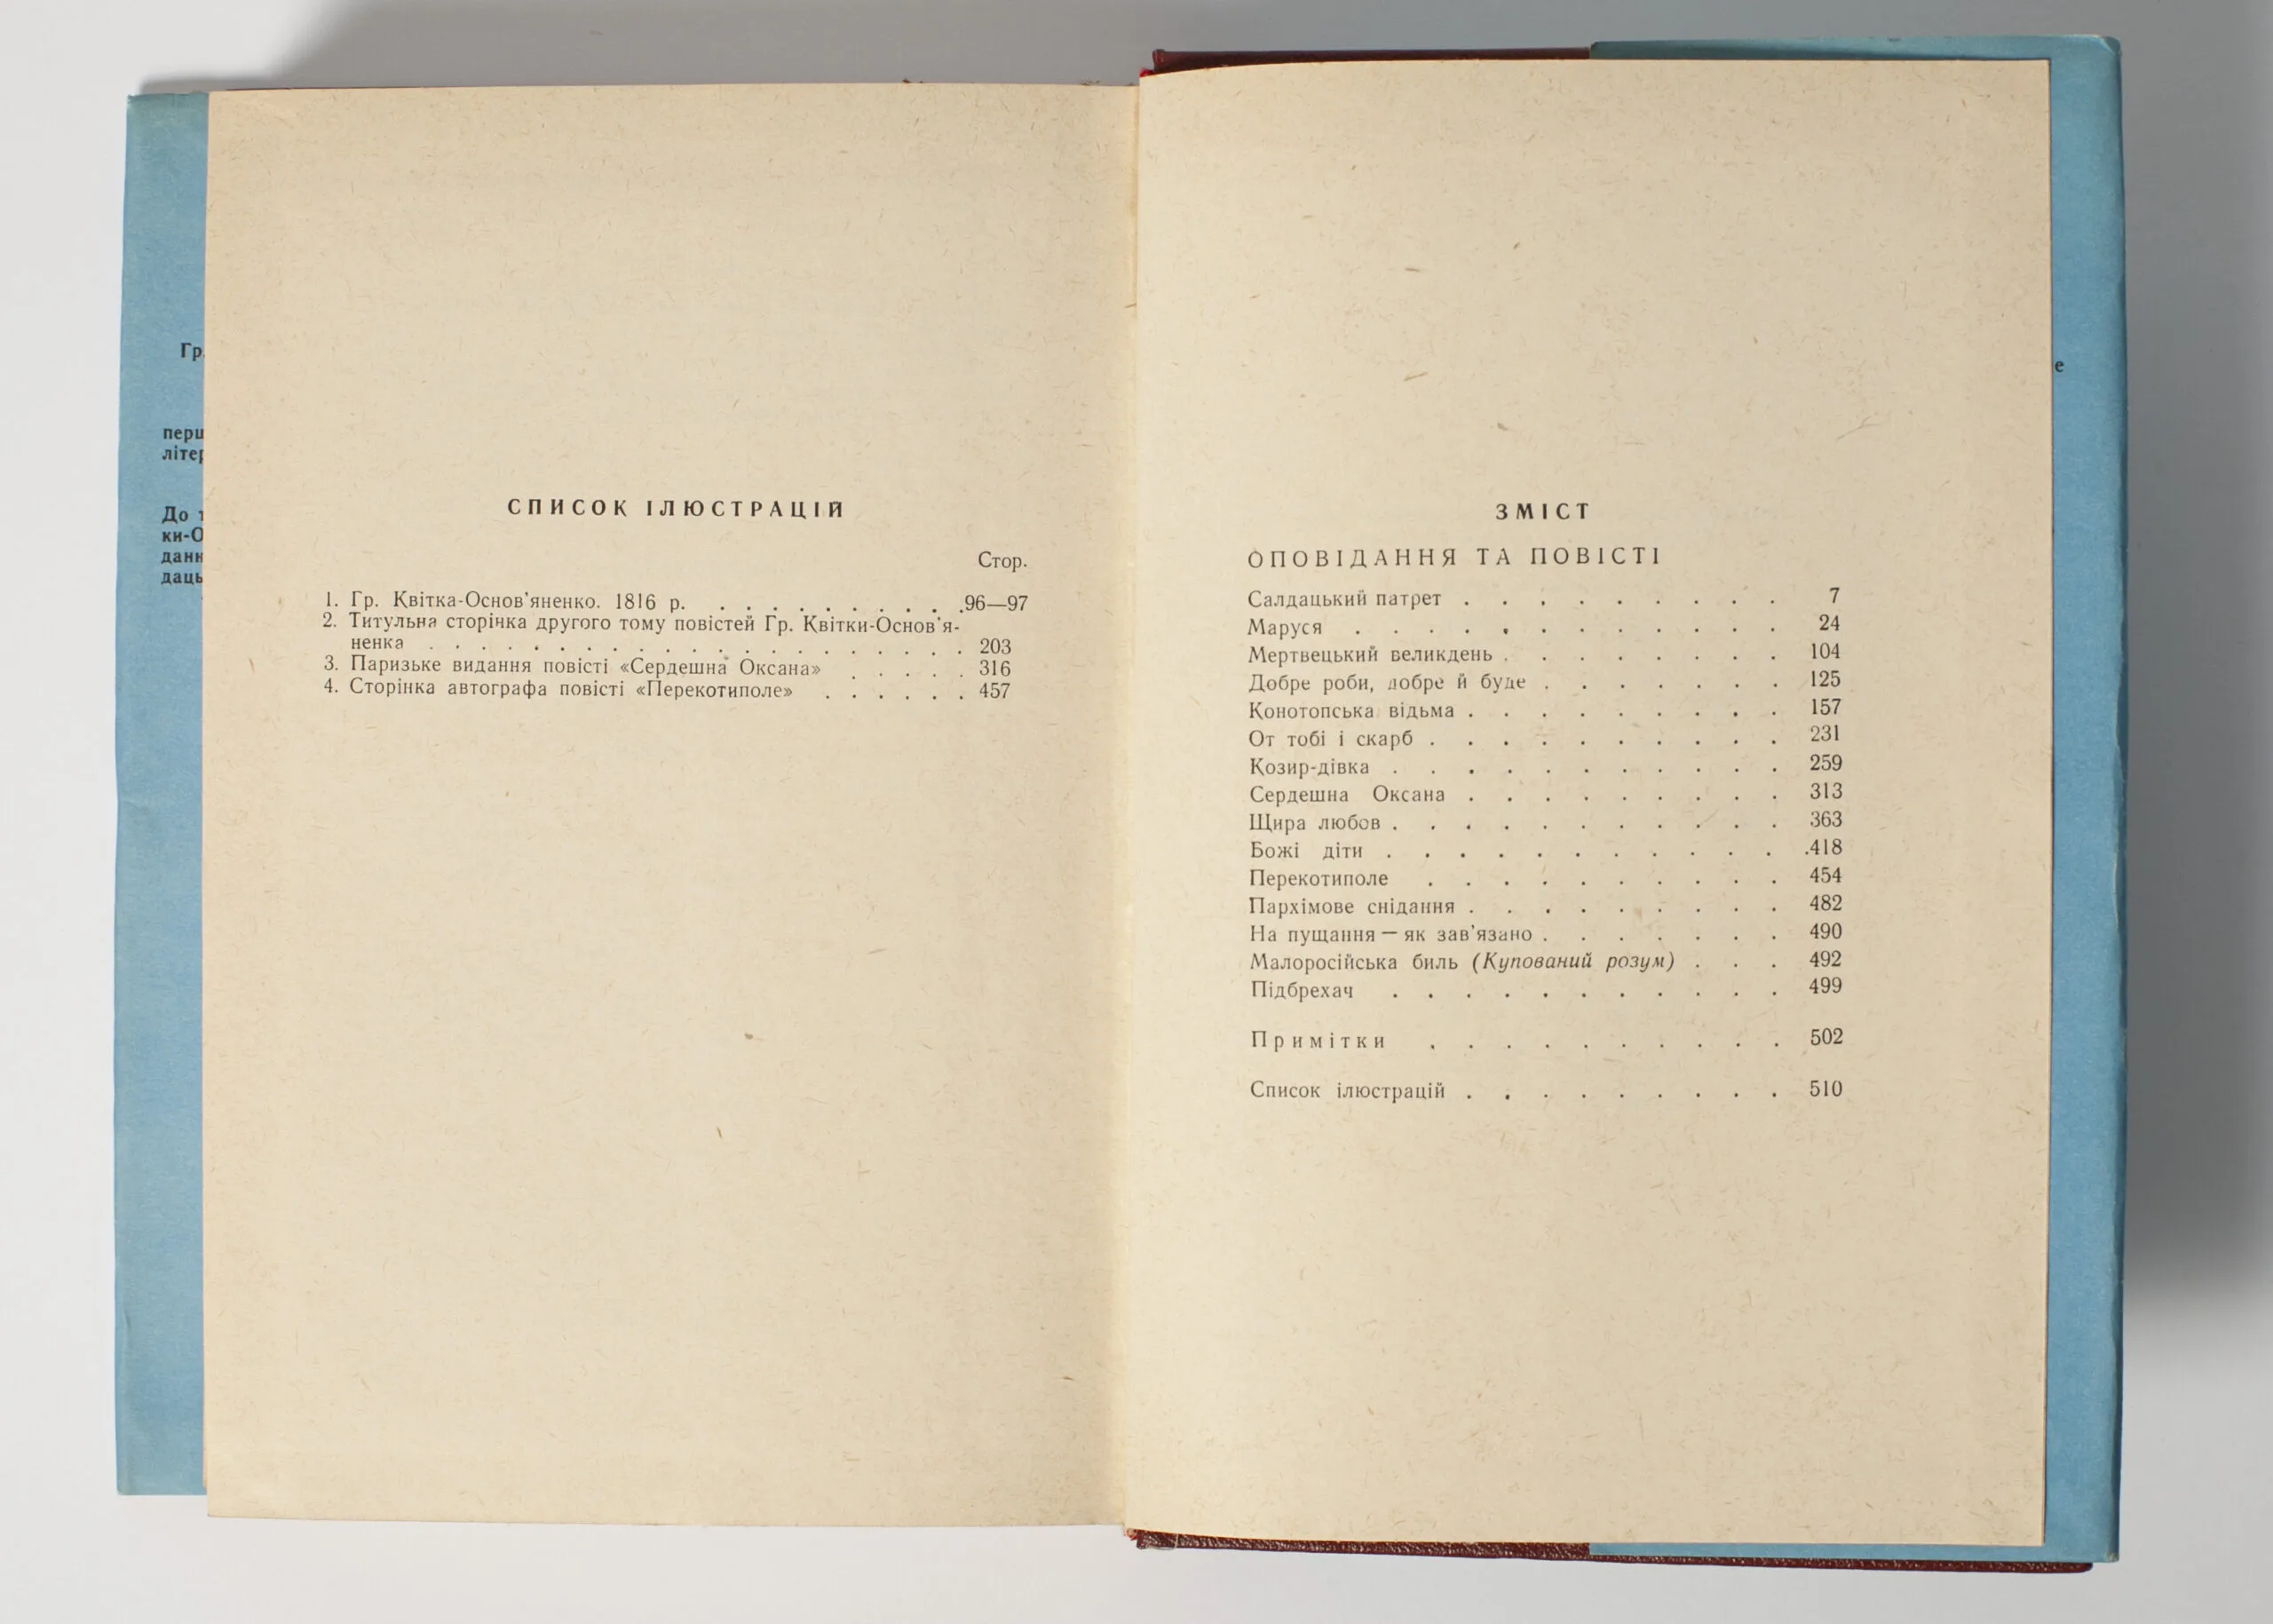 Гр.
літе
До
ки-О
СПИСОК ІЛЮСТРАЦІЙ
Стор.
1. Гр. Квітка-Основ'яненко. 1816 р. . . . . . . . . . . 96—97
2. Титульна сторінка другого тому повістей Гр. Квітки-Основ'я-
ненка . . . . . . . . . . . . . . . . . . . . . 203
3. Паризьке видання повісті «Сердешна Оксана» . . . . . 316
4. Сторінка автографа повісті «Перекотиполе» . . . . . . 457
ЗМІСТ
ОПОВІДАННЯ ТА ПОВІСТІ
Салдацький патрет . . . . . . . . . 7
Маруся . . . . . . . . . . . . 24
Мертвецький великдень . . . . . . . . 104
Добре роби, добре й буде . . . . . . . 125
Конотопська відьма . . . . . . . . . 157
От тобі і скарб . . . . . . . . . . 231
Козир-дівка . . . . . . . . . . . 259
Сердешна Оксана . . . . . . . . . 313
Щира любов . . . . . . . . . . . 363
Божі діти . . . . . . . . . . . .418
Перекотиполе . . . . . . . . . . 454
Пархімове снідання . . . . . . . . . 482
На пущання — як зав'язано . . . . . . . 490
Малоросійська биль (Купований розум) . . . 492
Підбрехач . . . . . . . . . . . 499
Примітки . . . . . . . . . . 502
Список ілюстрацій . . . . . . . . . 510
е